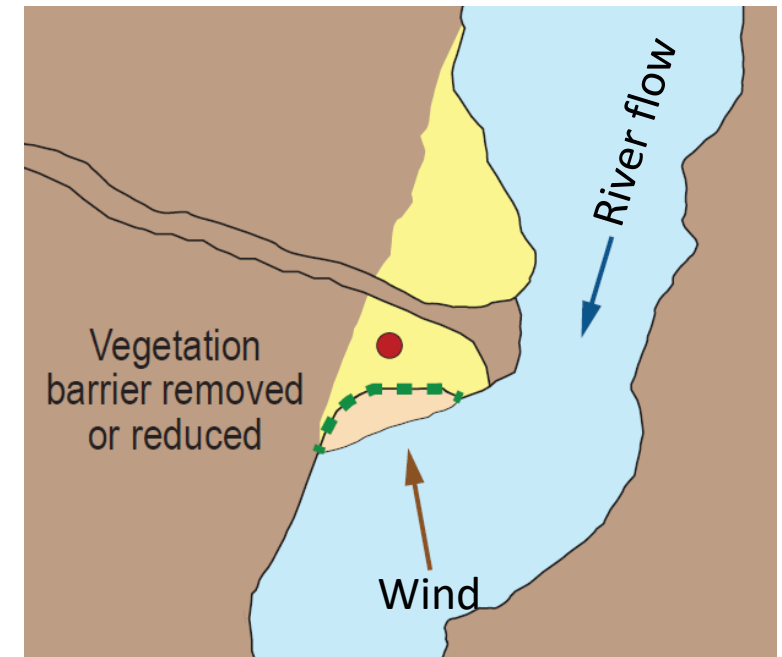 River flow
Vegetation
barrier removed
or reduced
Wind